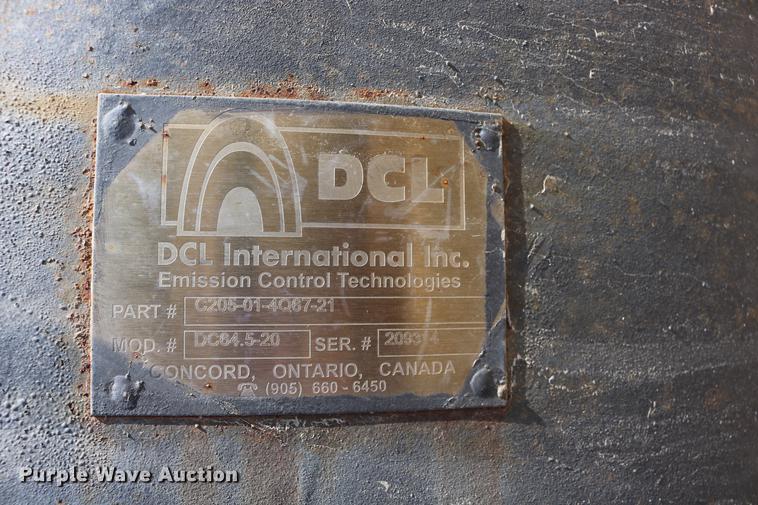 DCL
DCL International Inc.
Emission Control Technologies
PART # C205-01-4Q67-21
MOD. # DC64.5-20 SER. #
CONCORD, ONTARIO, CANADA
☎ (905) 660-6450
Purple Wave Auction